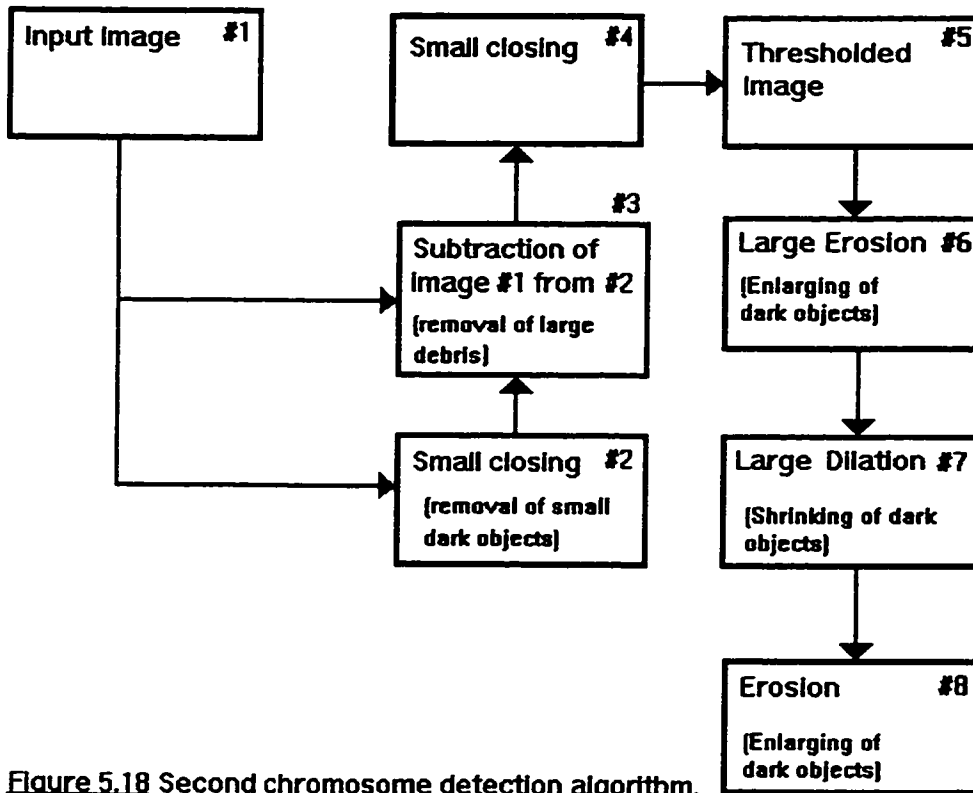 Input Image #1
Small closing #4
#5
Thresholded
Image
#3
Subtraction of
image #1 from #2
(removal of large
debris)
Large Erosion #6
(Enlarging of
dark objects)
Small closing #2
(removal of small
dark objects)
Large Dilation #7
(Shrinking of dark
objects)
Erosion #8
(Enlarging of
dark objects)
Figure 5.18 Second chromosome detection algorithm.